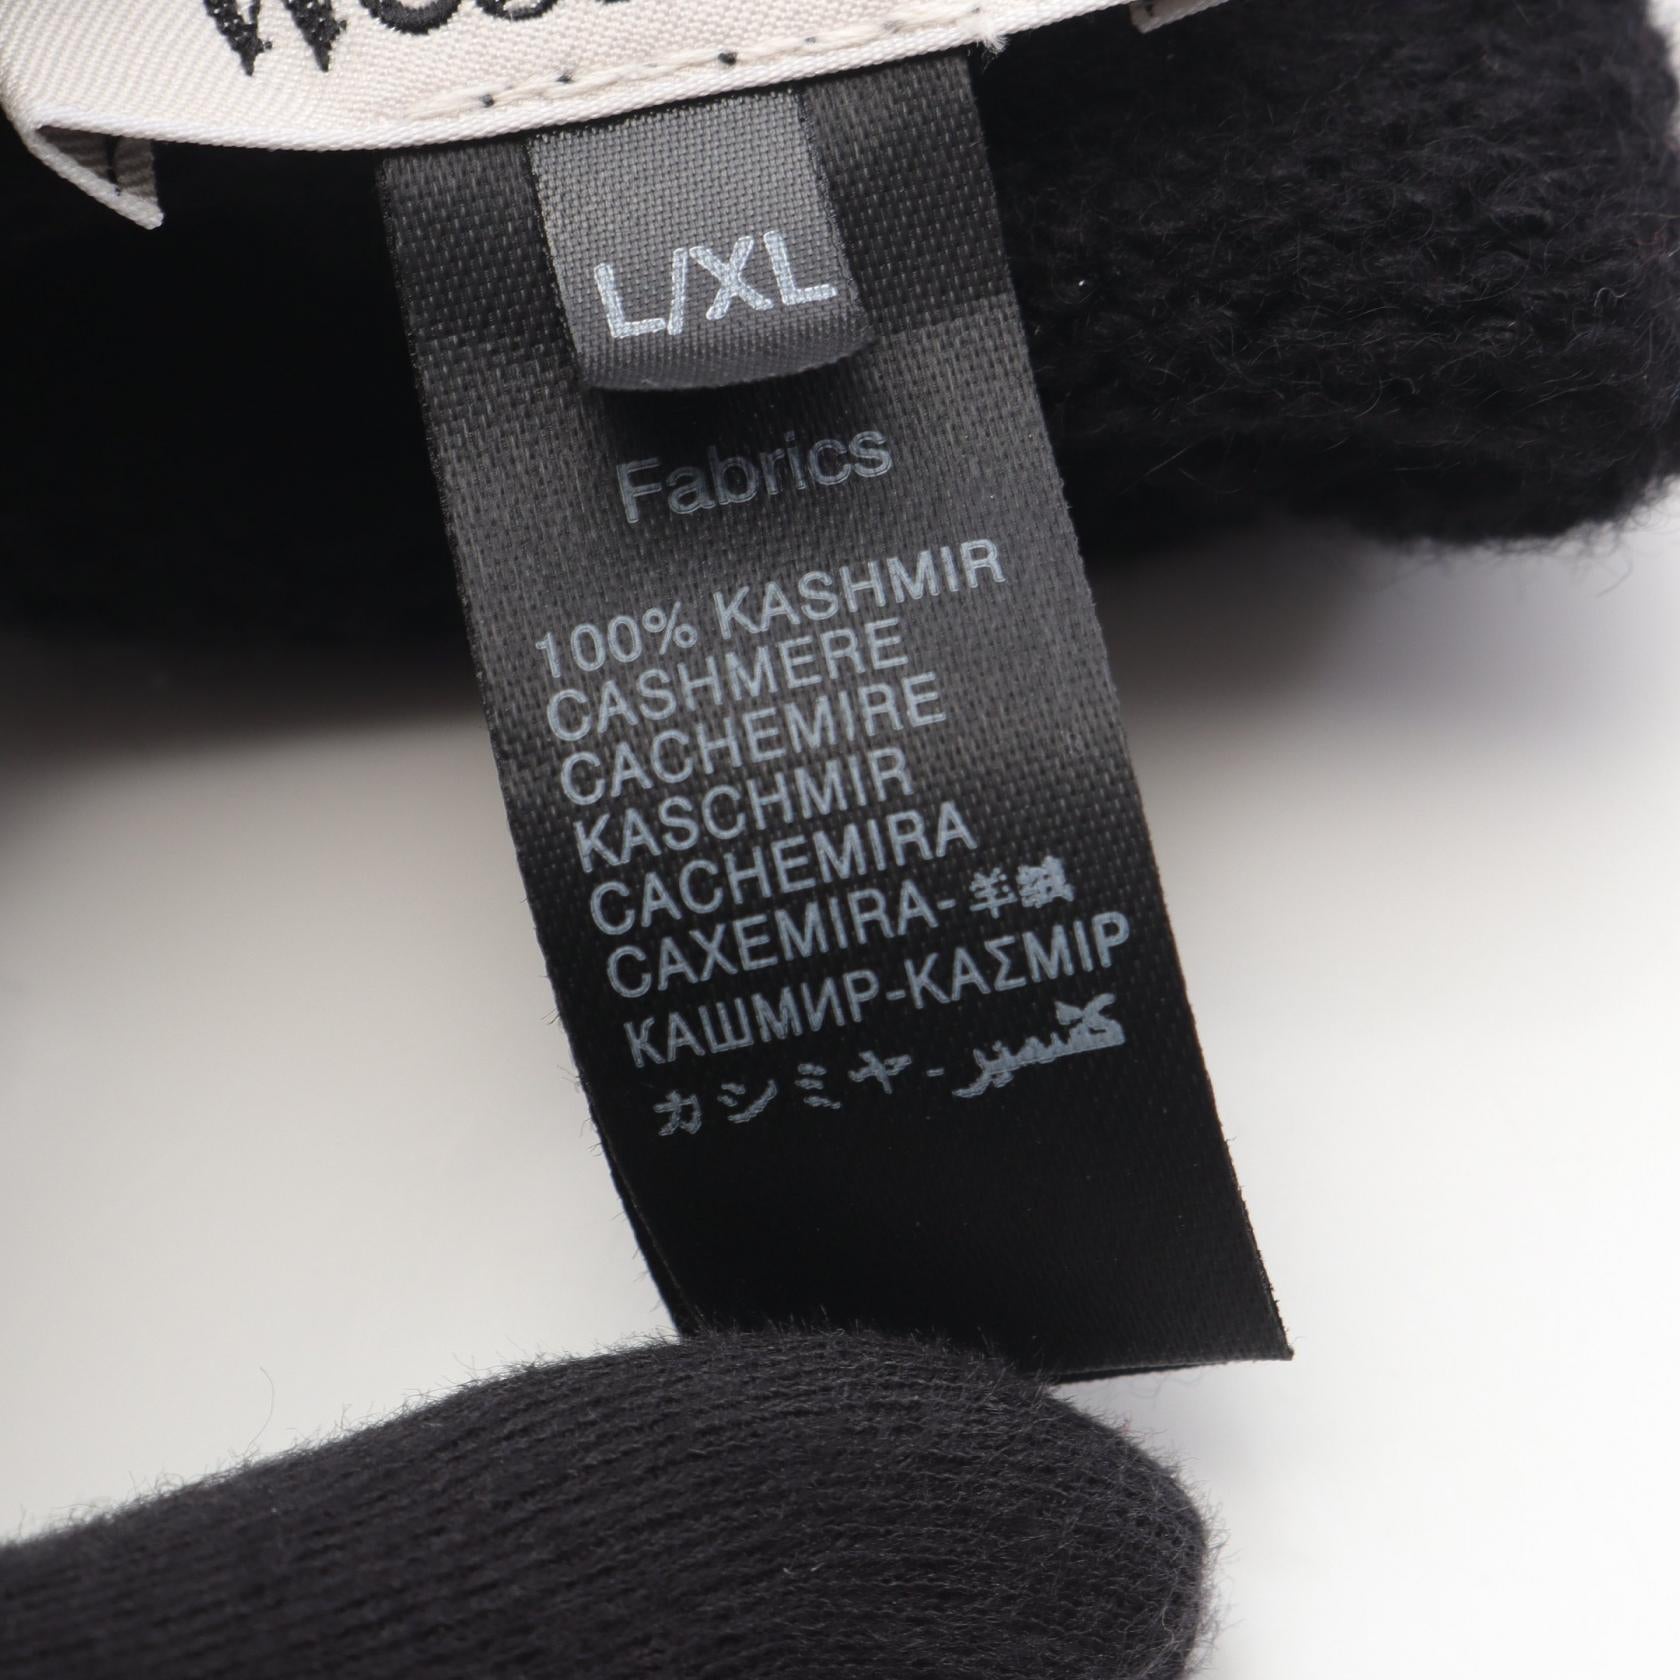 L/XL
Fabrics
100% KASHMIR
CASHMERE
CACHEMIRE
KASCHMIR
CACHEMIRA
CAXEMIRA-羊绒
КАШМИР-ΚΑΣΜΙΡ
カシミヤ-كشمير